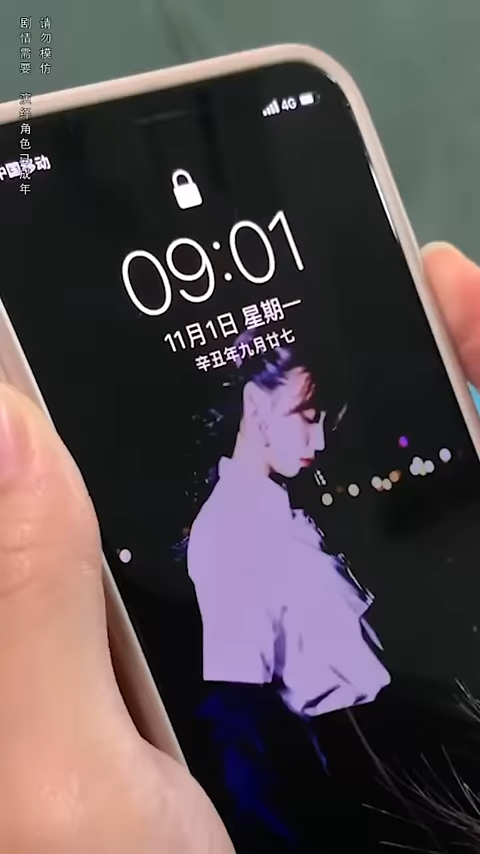 请勿模仿
剧情需要 演绎角色已成年
中国移动
4G
09:01
11月1日 星期一
辛丑年九月廿七